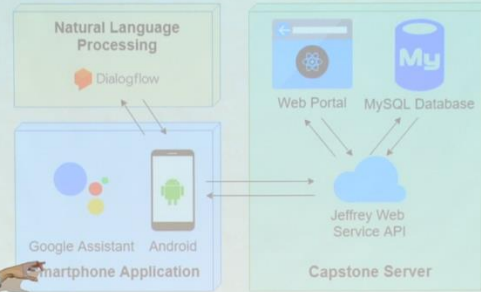 Natural Language
Processing
Dialogflow
Google Assistant
Android
martphone Application
Web Portal
My
MySQL Database
Jeffrey Web
Service API
Capstone Server